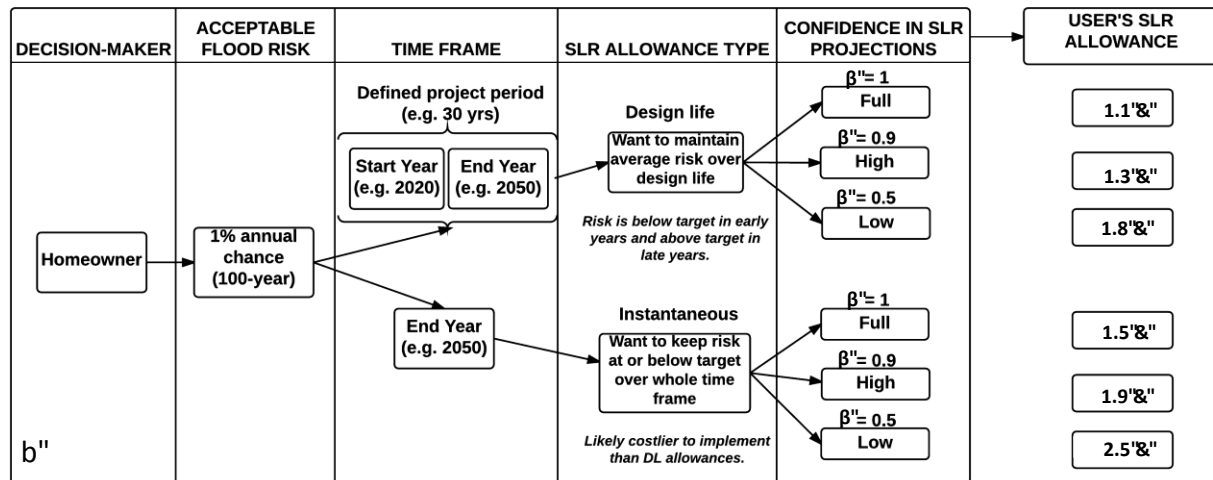 DECISION-MAKER
ACCEPTABLE
FLOOD RISK
TIME FRAME
SLR ALLOWANCE TYPE
CONFIDENCE IN SLR
PROJECTIONS
USER'S SLR
ALLOWANCE
Homeowner
1% annual
chance
(100-year)
Defined project period
(e.g. 30 yrs)
Start Year
(e.g. 2020)
End Year
(e.g. 2050)
Design life
Want to maintain
average risk over
design life
Risk is below target in early
years and above target in
late years.
β"= 1
Full
β"= 0.9
High
β"= 0.5
Low
1.1"&"
1.3"&"
1.8"&"
End Year
(e.g. 2050)
Instantaneous
Want to keep risk
at or below target
over whole time
frame
Likely costlier to implement
than DL allowances.
β"= 1
Full
β"= 0.9
High
β"= 0.5
Low
1.5"&"
1.9"&"
2.5"&"
b"